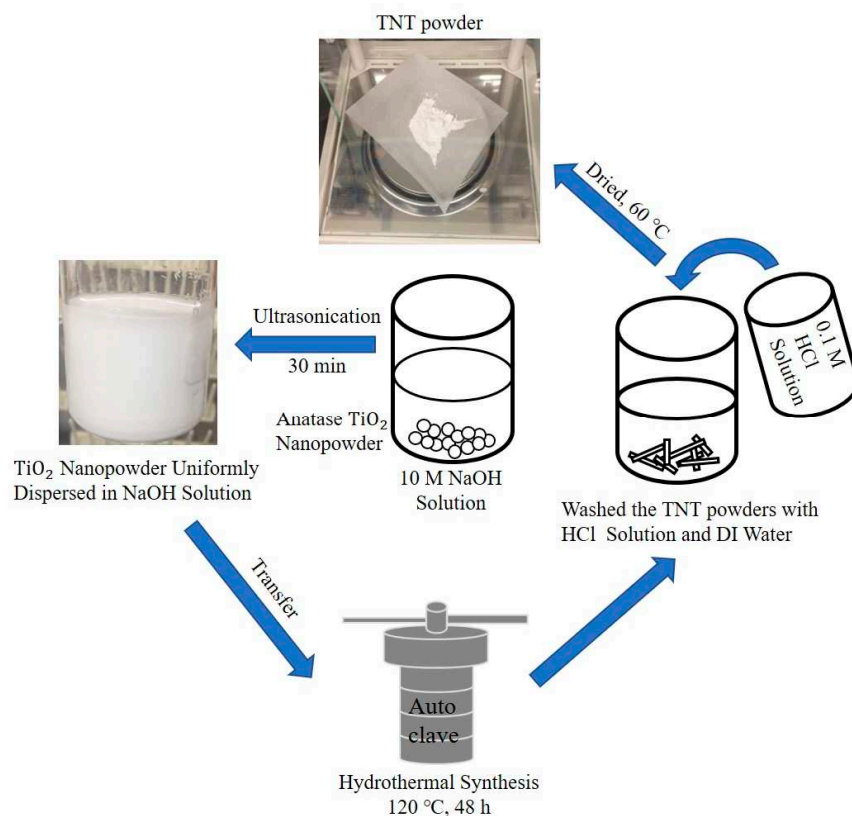 TNT powder
Dried, 60 °C
Ultrasonication
30 min
0.1 M
HCl
Solution
Anatase TiO₂
Nanopowder
TiO₂ Nanopowder Uniformly
Dispersed in NaOH Solution
10 M NaOH
Solution
Washed the TNT powders with
HCl Solution and DI Water
Transfer
Auto
clave
Hydrothermal Synthesis
120 °C, 48 h